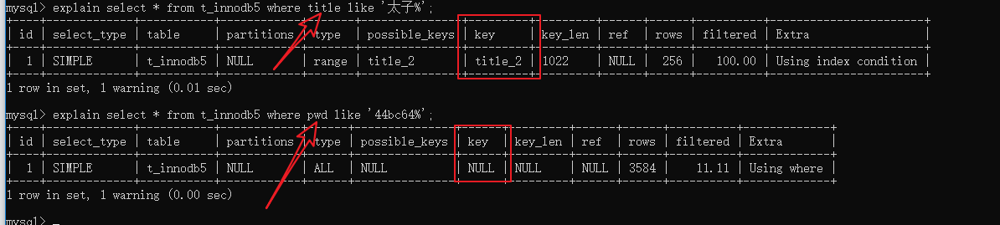 mysql> explain select * from t_innodb5 where title like '太子%';
| id | select_type | table | partitions | type | possible_keys | key | key_len | ref | rows | filtered | Extra |
| 1 | SIMPLE | t_innodb5 | NULL | range | title_2 | title_2 | 1022 | NULL | 256 | 100.00 | Using index condition |
1 row in set, 1 warning (0.01 sec)
mysql> explain select * from t_innodb5 where pwd like '44bc64%';
| id | select_type | table | partitions | type | possible_keys | key | key_len | ref | rows | filtered | Extra |
| 1 | SIMPLE | t_innodb5 | NULL | ALL | NULL | NULL | NULL | NULL | 3584 | 11.11 | Using where |
1 row in set, 1 warning (0.00 sec)
mysql> _